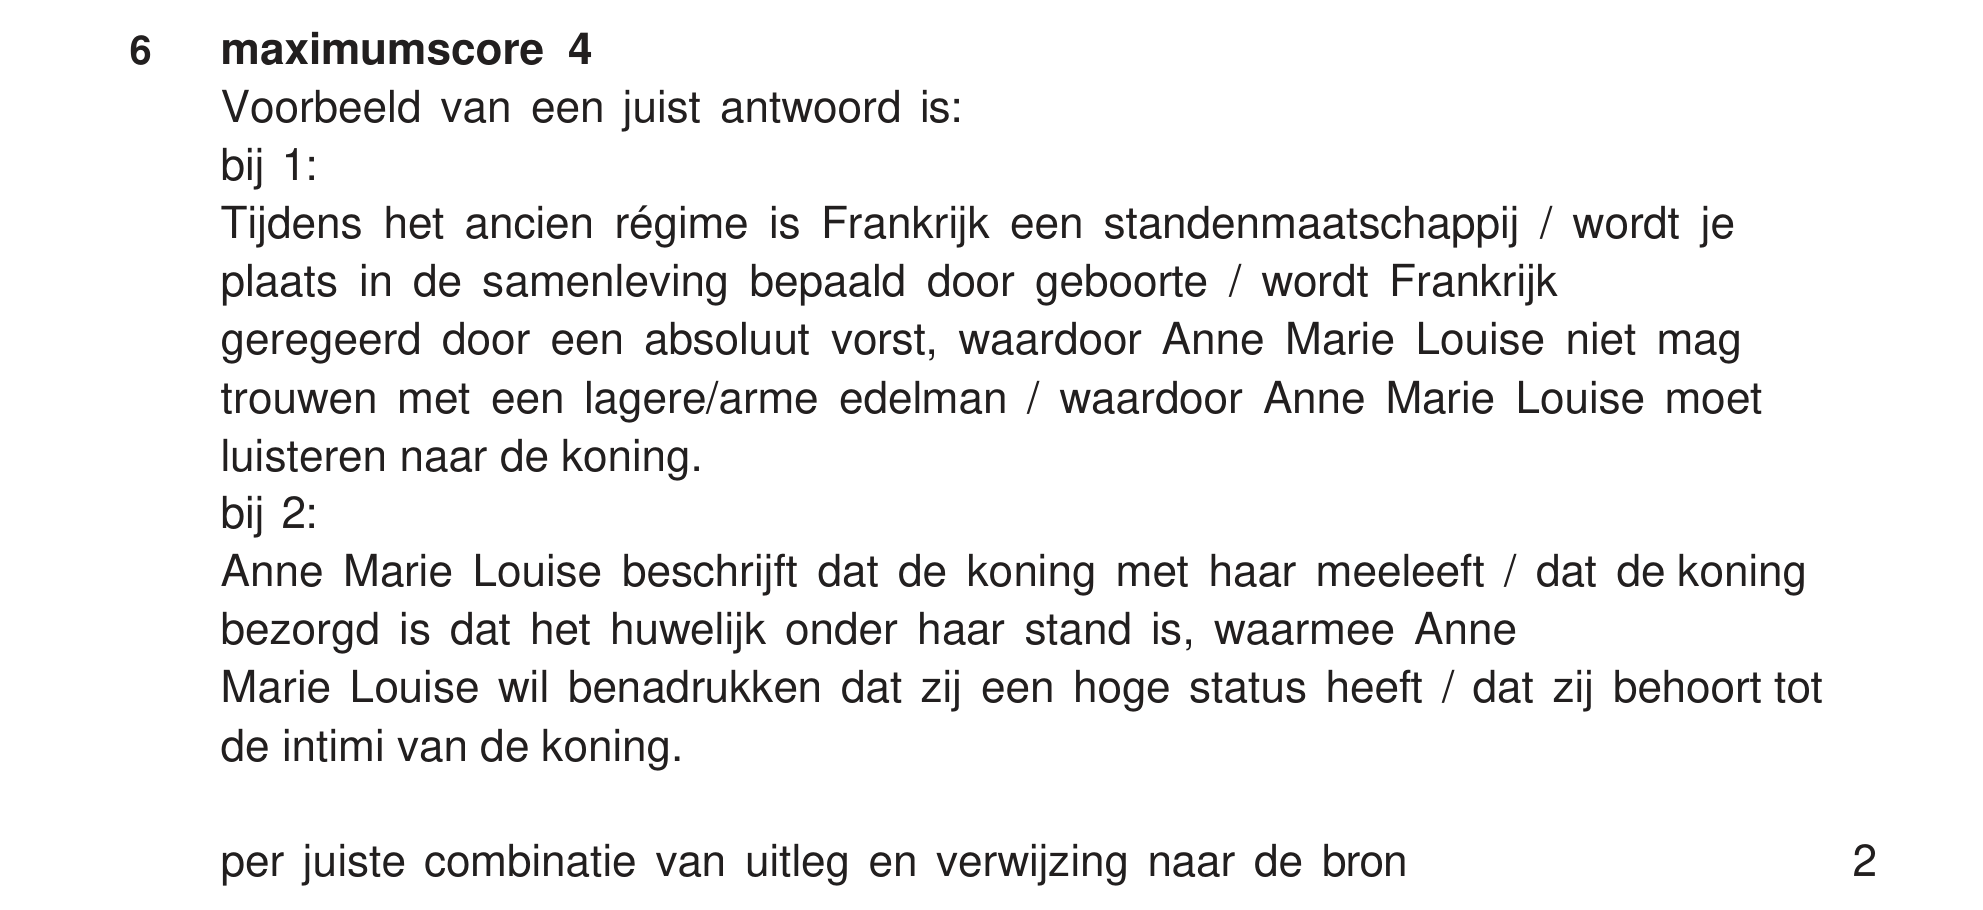 6 maximumscore 4
Voorbeeld van een juist antwoord is:
bij 1:
Tijdens het ancien régime is Frankrijk een standenmaatschappij / wordt je
plaats in de samenleving bepaald door geboorte / wordt Frankrijk
geregeerd door een absoluut vorst, waardoor Anne Marie Louise niet mag
trouwen met een lagere/arme edelman / waardoor Anne Marie Louise moet
luisteren naar de koning.
bij 2:
Anne Marie Louise beschrijft dat de koning met haar meeleeft / dat de koning
bezorgd is dat het huwelijk onder haar stand is, waarmee Anne
Marie Louise wil benadrukken dat zij een hoge status heeft / dat zij behoort tot
de intimi van de koning.
per juiste combinatie van uitleg en verwijzing naar de bron 2